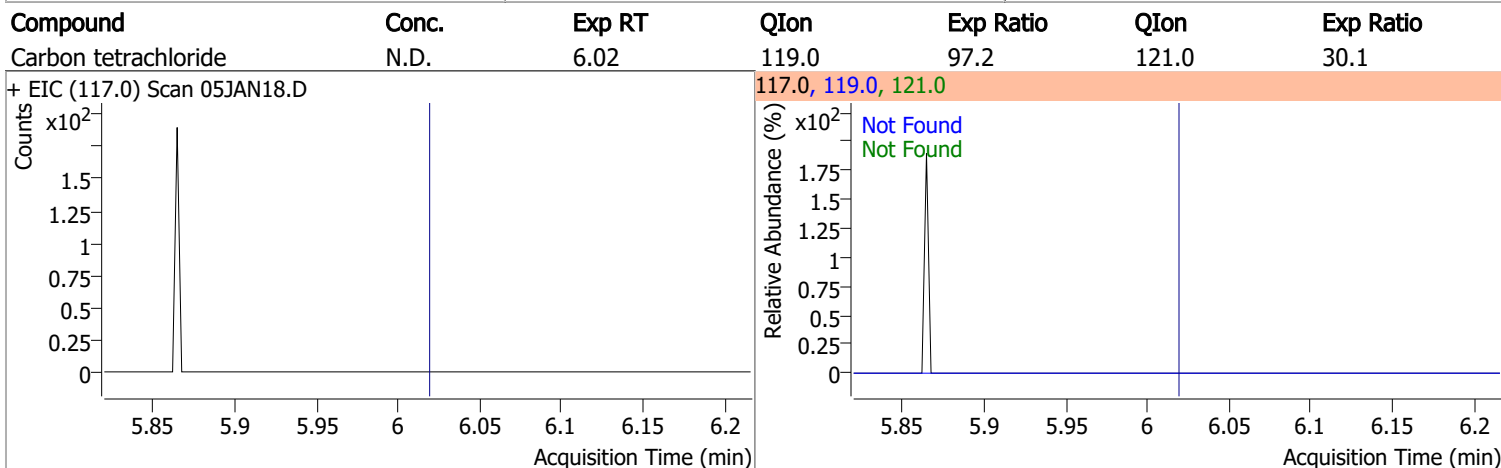 Compound Conc. Exp RT QIon Exp Ratio QIon Exp Ratio
Carbon tetrachloride N.D. 6.02 119.0 97.2 121.0 30.1
+ EIC (117.0) Scan 05JAN18.D
Counts
x10²
1.5
1.25
1
0.75
0.5
0.25
0
5.85 5.9 5.95 6 6.05 6.1 6.15 6.2
Acquisition Time (min)
117.0, 119.0, 121.0
Relative Abundance (%)
x10²
Not Found
Not Found
1.75
1.5
1.25
1
0.75
0.5
0.25
0
5.85 5.9 5.95 6 6.05 6.1 6.15 6.2
Acquisition Time (min)